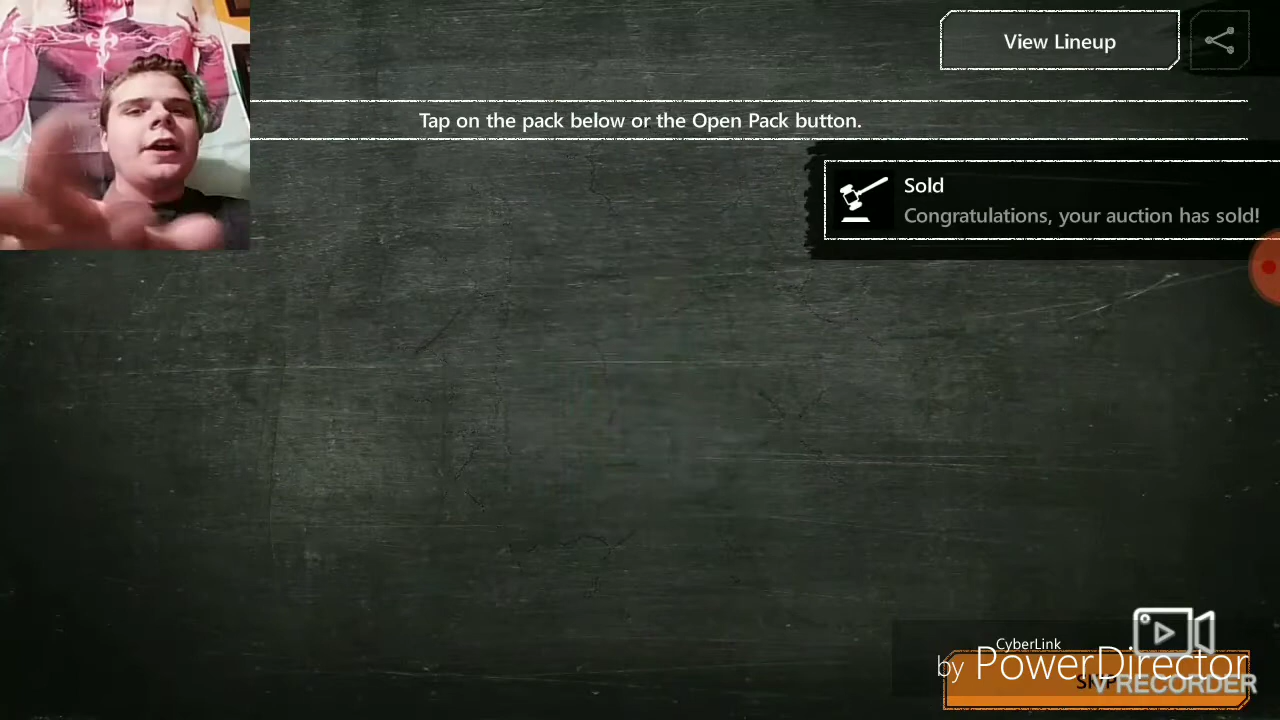 View Lineup
Tap on the pack below or the Open Pack button.
Sold
Congratulations, your auction has sold!
CyberLink
by PowerDirector
VRECORDER